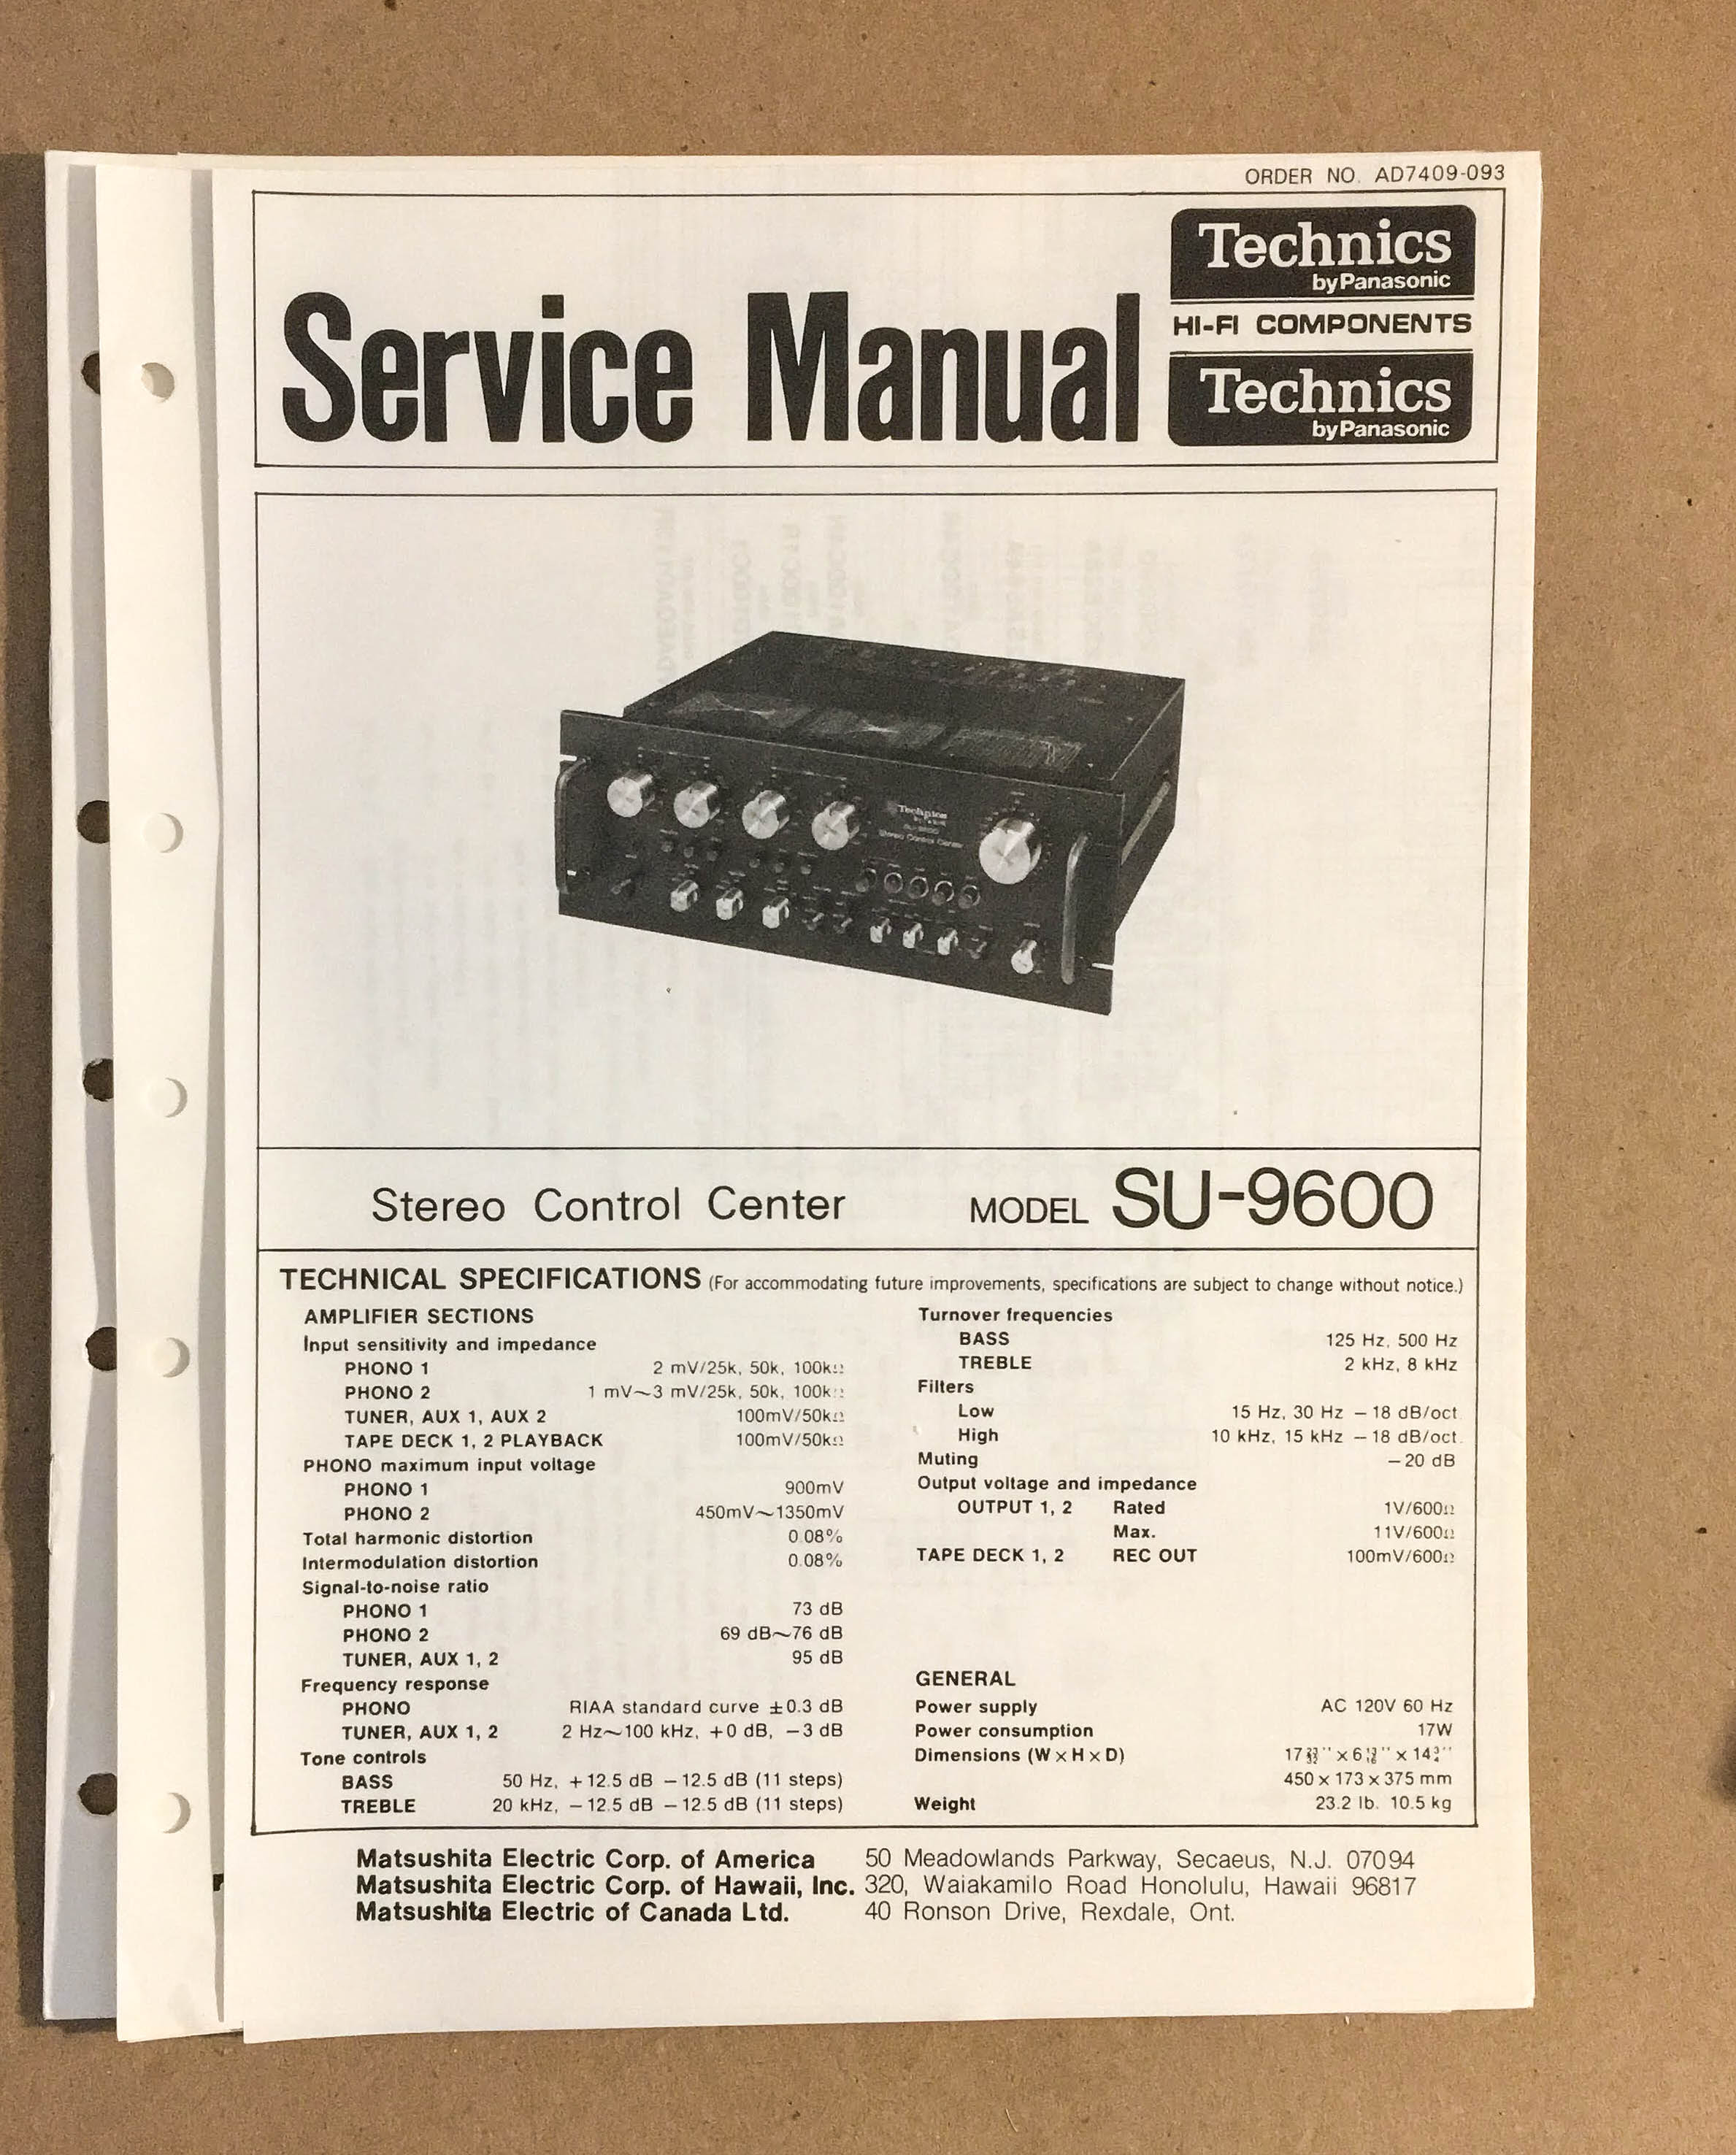 ORDER NO. AD7409-093
Service Manual
Technics
by Panasonic
HI-FI COMPONENTS
Technics
by Panasonic
Technics
Stereo Control Center
Stereo Control Center MODEL SU-9600
TECHNICAL SPECIFICATIONS (For accommodating future improvements, specifications are subject to change without notice.)
AMPLIFIER SECTIONS
Input sensitivity and impedance
PHONO 1 2 mV/25k, 50k, 100kΩ
PHONO 2 1 mV~3 mV/25k, 50k, 100kΩ
TUNER, AUX 1, AUX 2 100mV/50kΩ
TAPE DECK 1, 2 PLAYBACK 100mV/50kΩ
PHONO maximum input voltage
PHONO 1 900mV
PHONO 2 450mV~1350mV
Total harmonic distortion 0.08%
Intermodulation distortion 0.08%
Signal-to-noise ratio
PHONO 1 73 dB
PHONO 2 69 dB~76 dB
TUNER, AUX 1, 2 95 dB
Frequency response
PHONO RIAA standard curve ±0.3 dB
TUNER, AUX 1, 2 2 Hz~100 kHz, +0 dB, −3 dB
Tone controls
BASS 50 Hz, +12.5 dB −12.5 dB (11 steps)
TREBLE 20 kHz, −12.5 dB −12.5 dB (11 steps)
Turnover frequencies
BASS 125 Hz, 500 Hz
TREBLE 2 kHz, 8 kHz
Filters
Low 15 Hz, 30 Hz −18 dB/oct.
High 10 kHz, 15 kHz −18 dB/oct.
Muting −20 dB
Output voltage and impedance
OUTPUT 1, 2 Rated 1V/600Ω
Max. 11V/600Ω
TAPE DECK 1, 2 REC OUT 100mV/600Ω
GENERAL
Power supply AC 120V 60 Hz
Power consumption 17W
Dimensions (W×H×D) 17 23/32'' × 6 13/16'' × 14 3/4''
450 × 173 × 375 mm
Weight 23.2 lb. 10.5 kg
Matsushita Electric Corp. of America 50 Meadowlands Parkway, Secaeus, N.J. 07094
Matsushita Electric Corp. of Hawaii, Inc. 320, Waiakamilo Road Honolulu, Hawaii 96817
Matsushita Electric of Canada Ltd. 40 Ronson Drive, Rexdale, Ont.